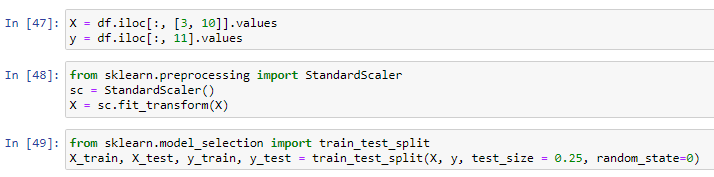 In [47]: X = df.iloc[:, [3, 10]].values
y = df.iloc[:, 11].values
In [48]: from sklearn.preprocessing import StandardScaler
sc = StandardScaler()
X = sc.fit_transform(X)
In [49]: from sklearn.model_selection import train_test_split
X_train, X_test, y_train, y_test = train_test_split(X, y, test_size = 0.25, random_state=0)